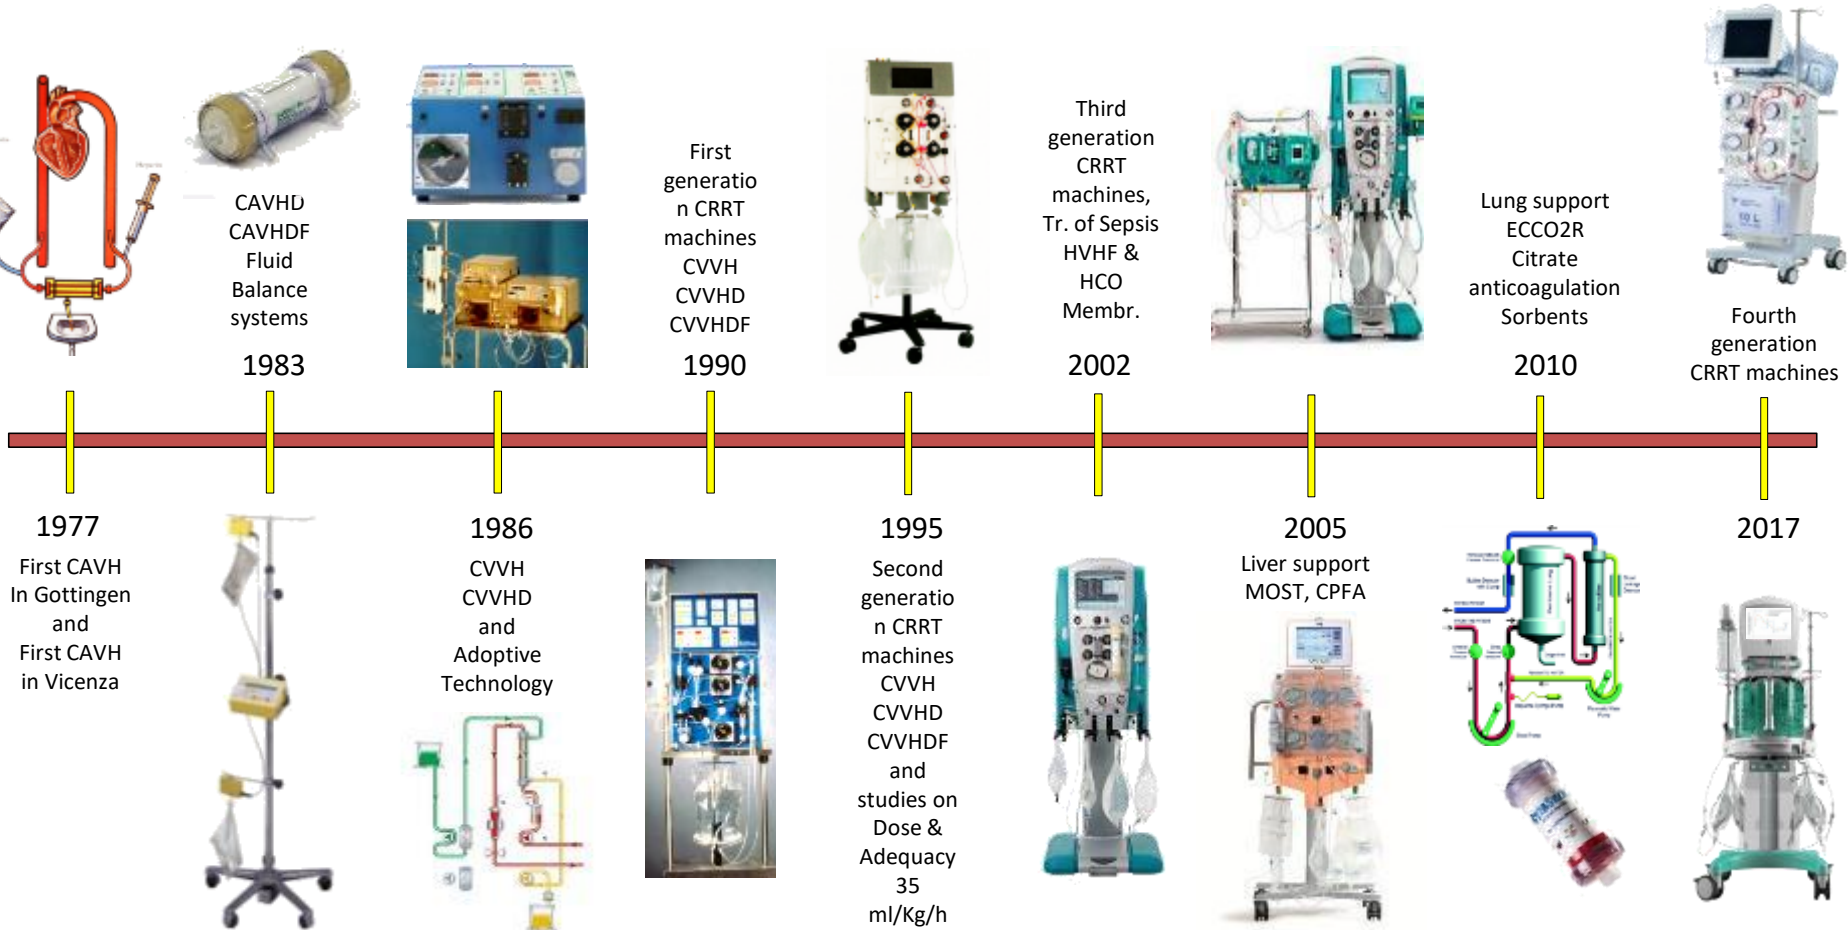 CAVHD
CAVHDF
Fluid
Balance
systems
1983
First
generatio
n CRRT
machines
CVVH
CVVHD
CVVHDF
1990
Third
generation
CRRT
machines,
Tr. of Sepsis
HVHF &
HCO
Membr.
2002
Lung support
ECCO2R
Citrate
anticoagulation
Sorbents
2010
Fourth
generation
CRRT machines
1977
First CAVH
In Gottingen
and
First CAVH
in Vicenza
1986
CVVH
CVVHD
and
Adoptive
Technology
1995
Second
generatio
n CRRT
machines
CVVH
CVVHD
CVVHDF
and
studies on
Dose &
Adequacy
35
ml/Kg/h
2005
Liver support
MOST, CPFA
2017
10 L